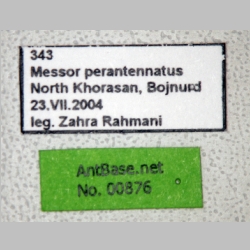 343
Messor perantennatus
North Khorasan, Bojnurd
23.VII.2004
leg. Zahra Rahmani
AntBase.net
No. 00876